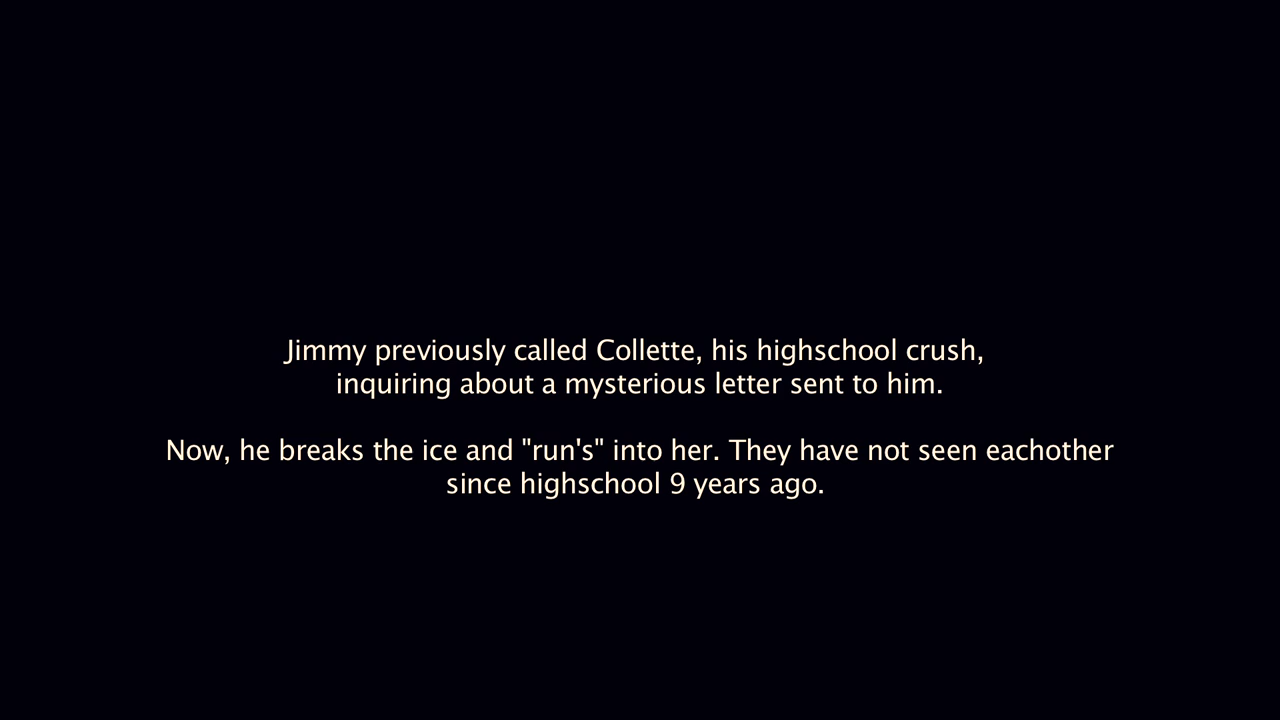 Jimmy previously called Collette, his highschool crush,
inquiring about a mysterious letter sent to him.
Now, he breaks the ice and "run's" into her. They have not seen eachother
since highschool 9 years ago.